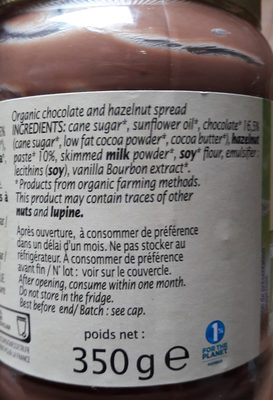 Organic chocolate and hazelnut spread
INGREDIENTS: cane sugar*, sunflower oil*, chocolate* 16.5%
(cane sugar*, low fat cocoa powder*, cocoa butter*), hazelnut
paste* 10%, skimmed milk powder*, soy* flour, emulsifier :
lecithins (soy), vanilla Bourbon extract*.
* Products from organic farming methods.
This product may contain traces of other
nuts and lupine.
Après ouverture, à consommer de préférence
dans un délai d'un mois. Ne pas stocker au
réfrigérateur. À consommer de préférence
avant fin / N° lot : voir sur le couvercle.
After opening, consume within one month.
Do not store in the fridge.
Best before end / Batch : see cap.
poids net :
350 g e
1%
FOR THE
PLANET